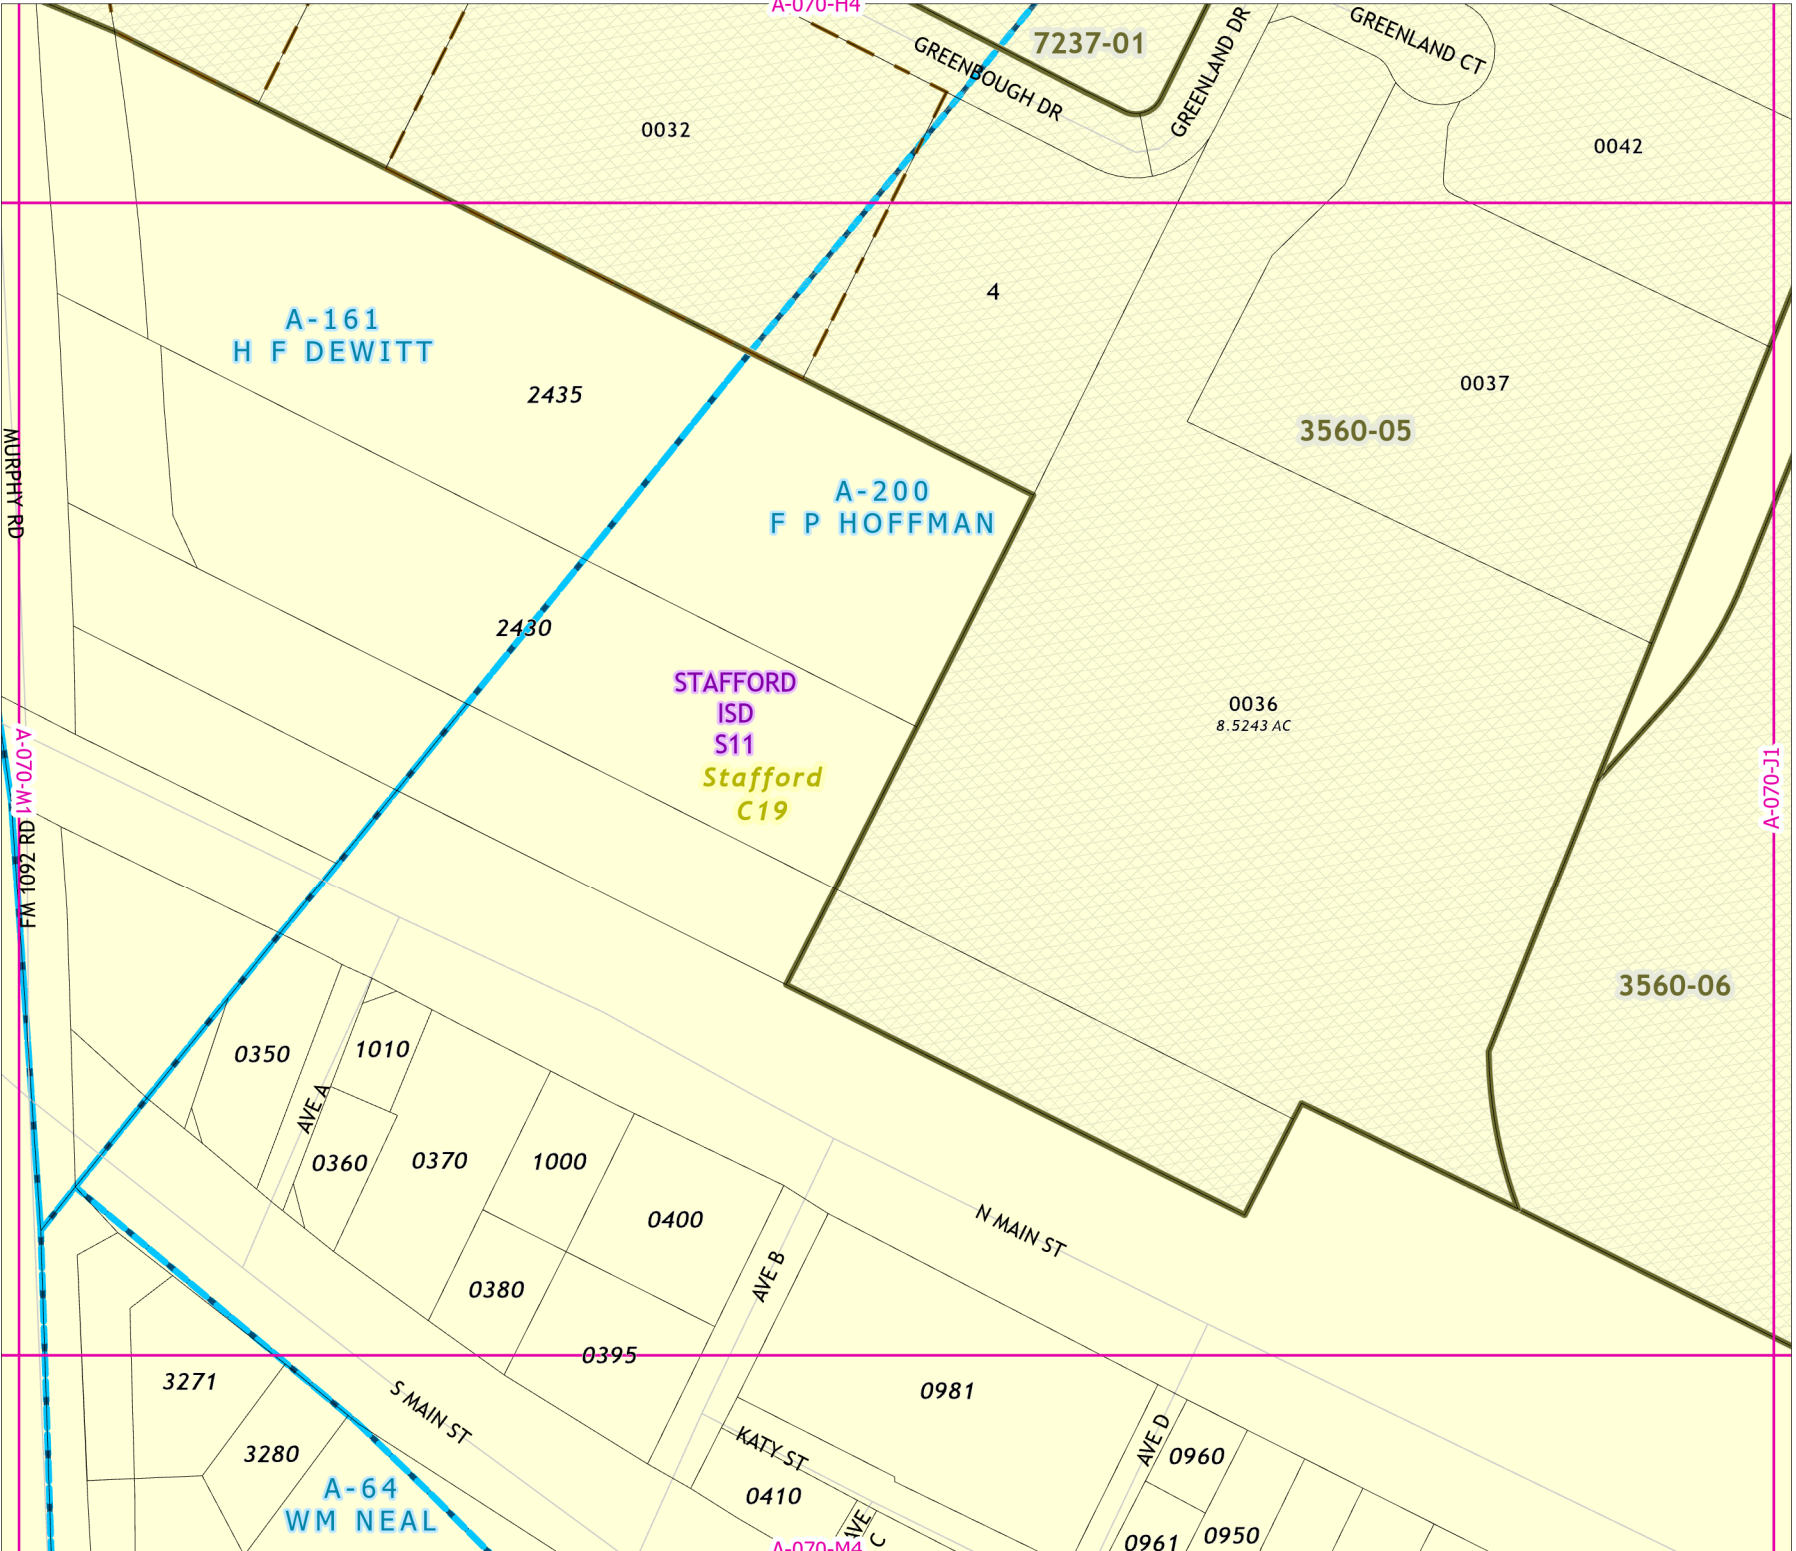 A-070-H4
GREENBOUGH DR
7237-01
GREENLAND DR
GREENLAND CT
0032
0042
4
A-161
H F DEWITT
2435
0037
3560-05
MURPHY RD
A-200
F P HOFFMAN
2430
STAFFORD
ISD
S11
Stafford
C19
0036
8.5243 AC
A-070-M1
A-070-J1
FM 1092 RD
3560-06
0350
1010
AVE A
0360
0370
1000
0400
N MAIN ST
AVE B
0380
0395
3271
S MAIN ST
0981
KATY ST
AVE D
0960
3280
A-64
WM NEAL
0410
AVE
C
0961
0950
A-070-M4